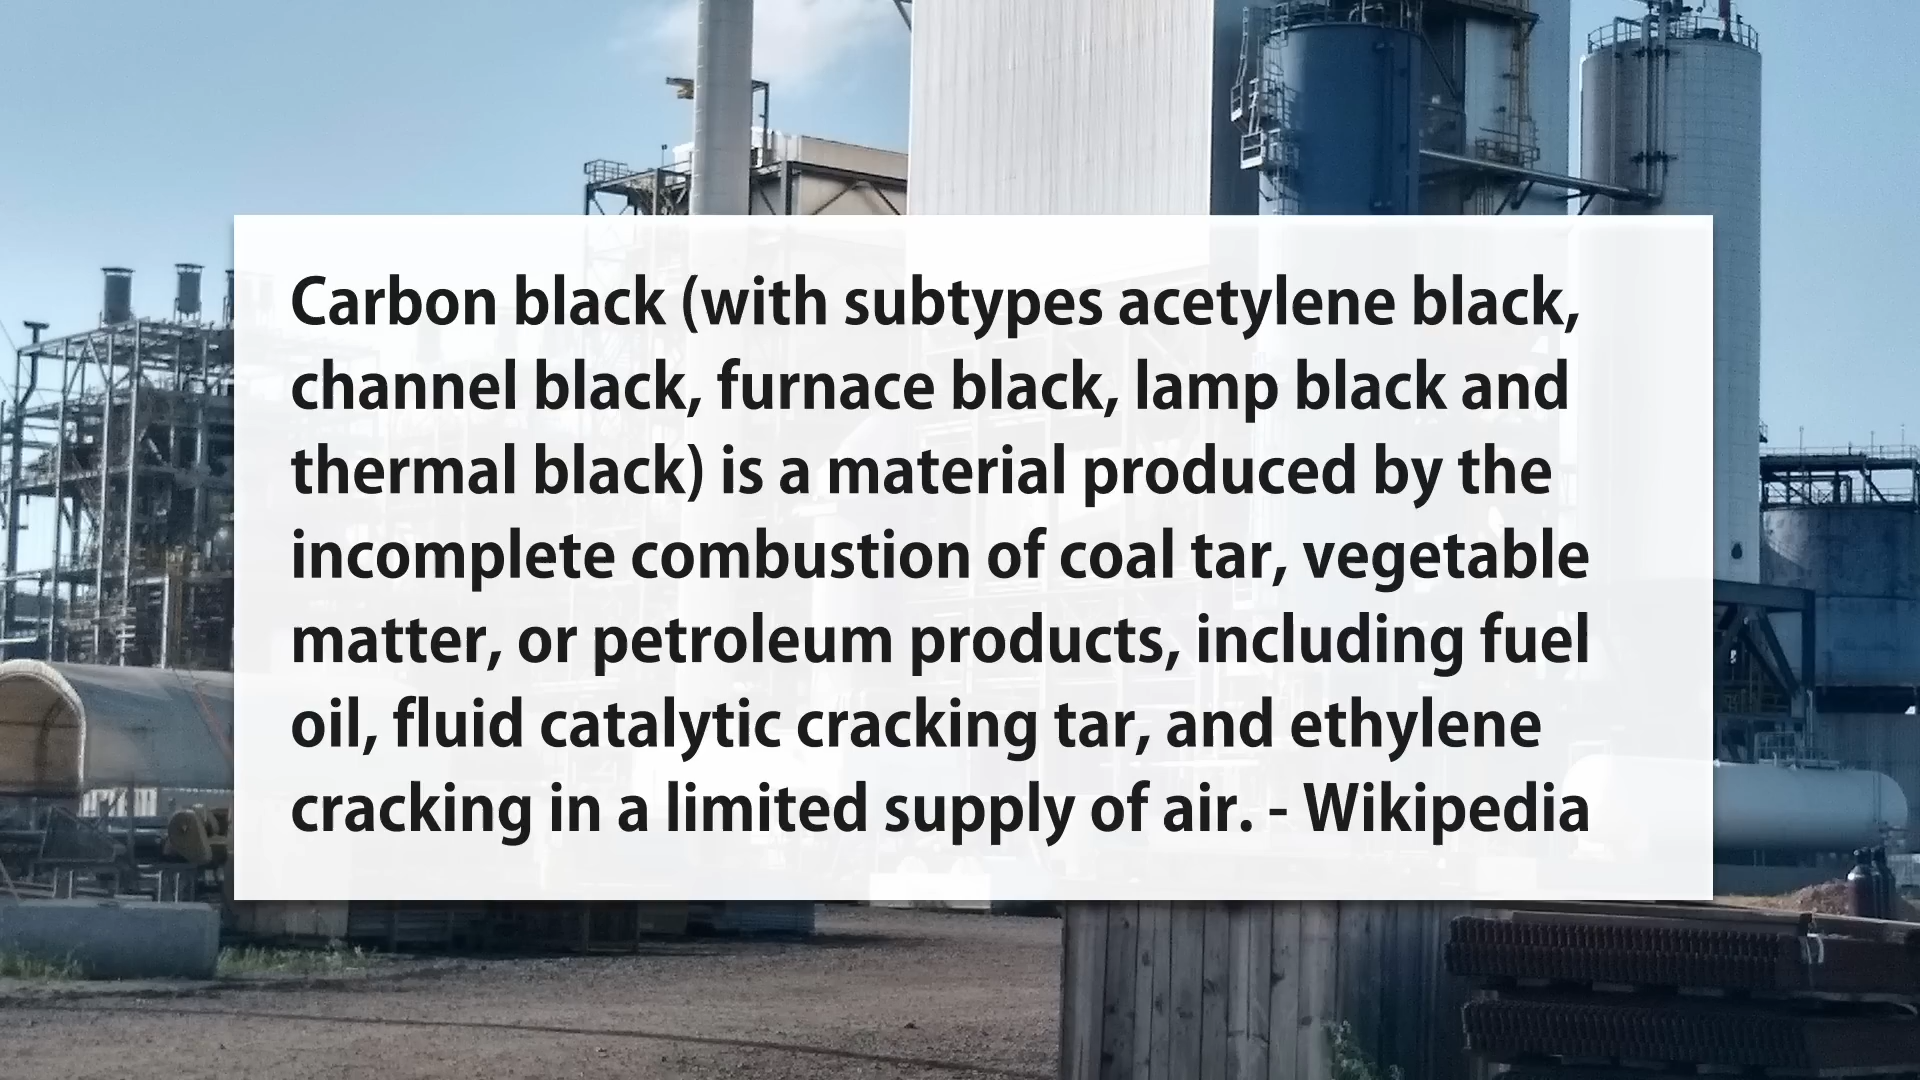 Carbon black (with subtypes acetylene black,
channel black, furnace black, lamp black and
thermal black) is a material produced by the
incomplete combustion of coal tar, vegetable
matter, or petroleum products, including fuel
oil, fluid catalytic cracking tar, and ethylene
cracking in a limited supply of air. - Wikipedia